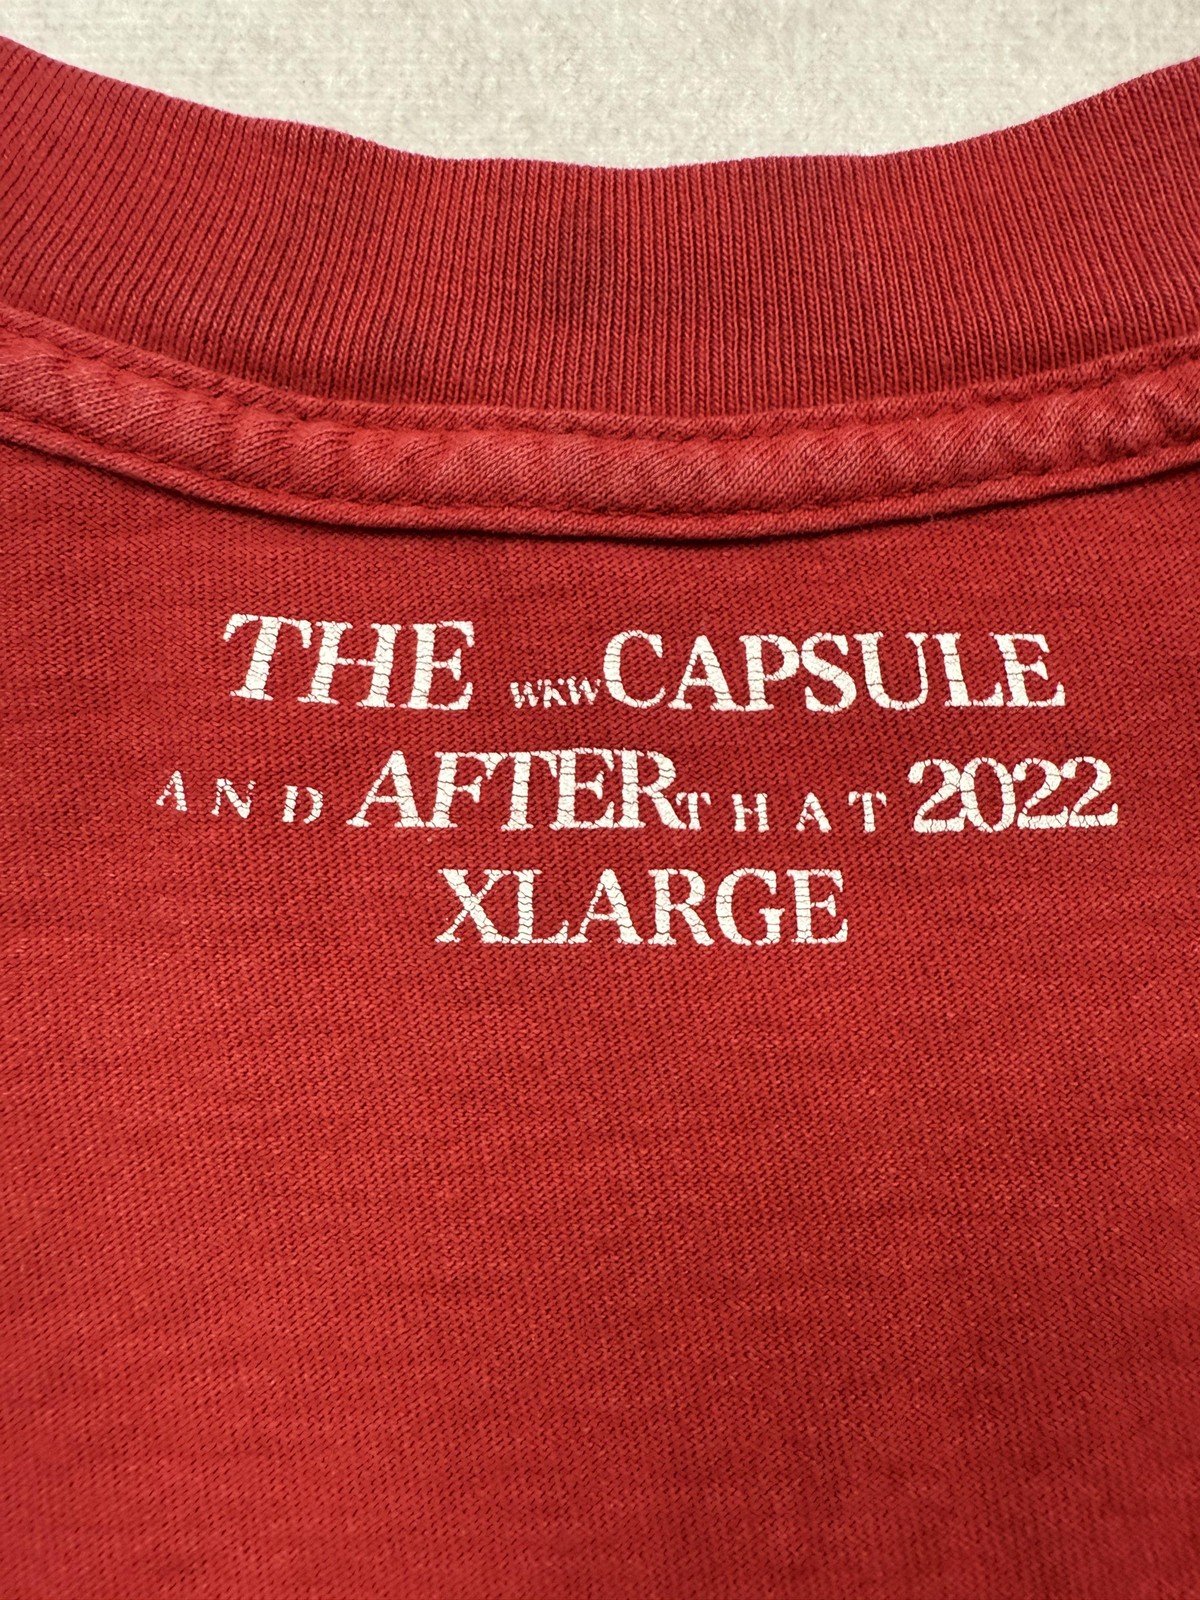 THE WKW CAPSULE
AND AFTER THAT 2022
XLARGE